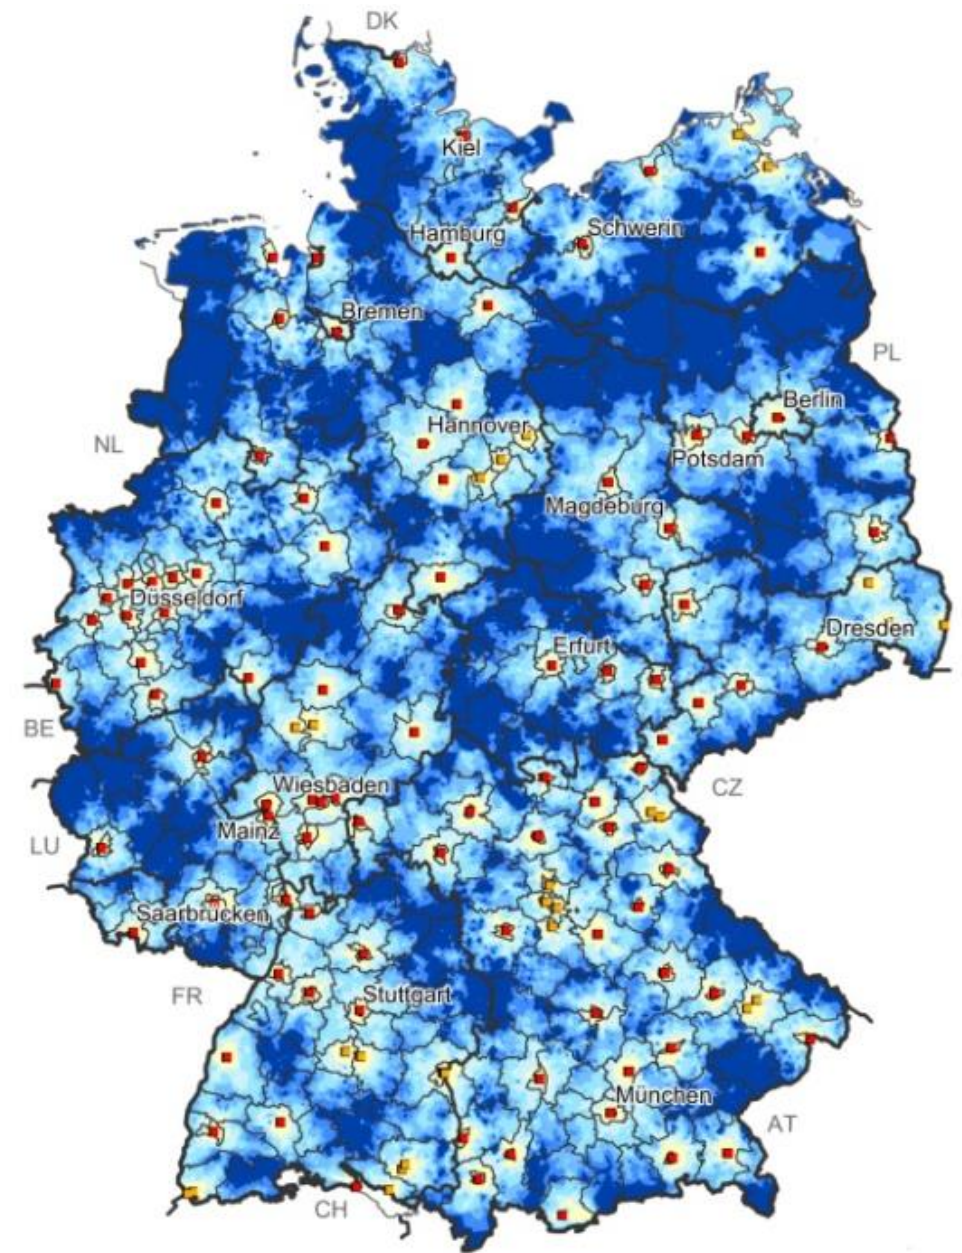 DK
Kiel
Hamburg
Schwerin
Bremen
PL
Berlin
Hannover
NL
Potsdam
Magdeburg
Düsseldorf
Dresden
Erfurt
BE
Wiesbaden
CZ
Mainz
LU
Saarbrücken
FR
Stuttgart
München
AT
CH